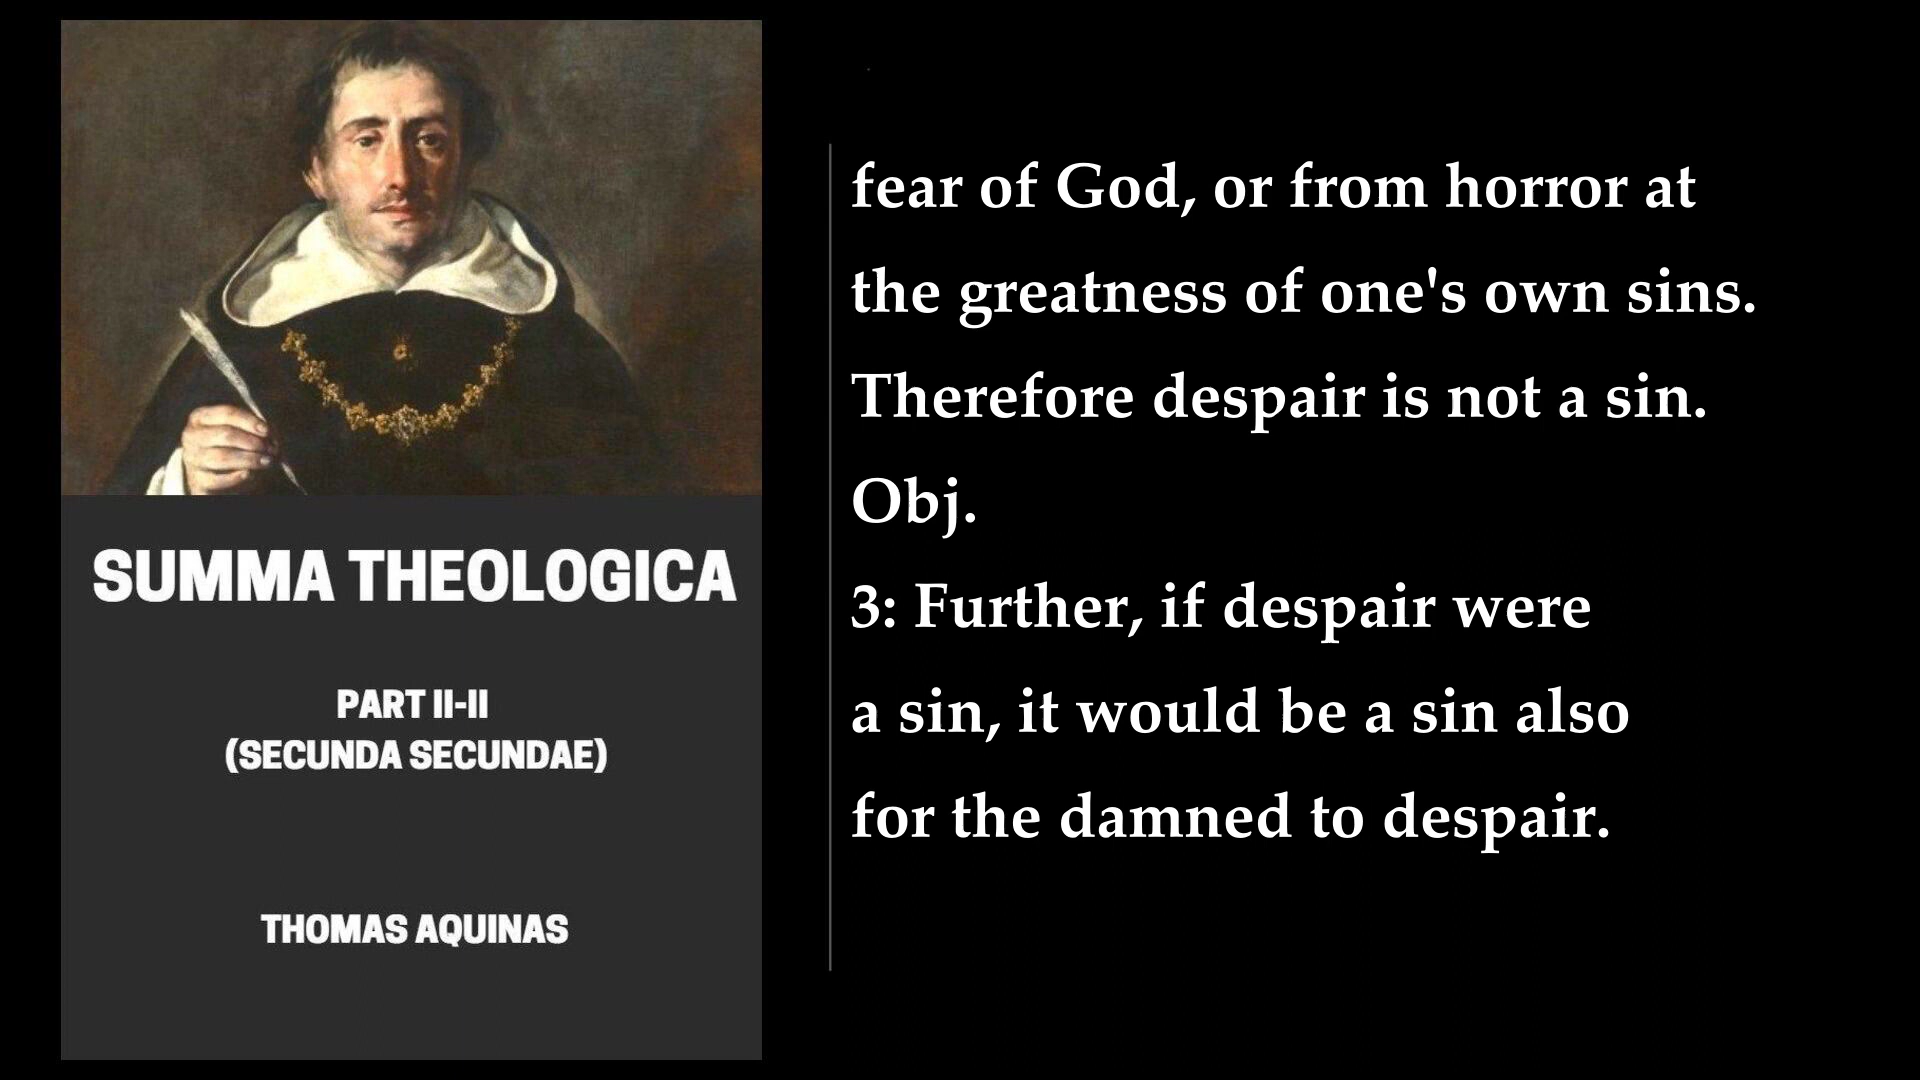 SUMMA THEOLOGICA
PART II-II
(SECUNDA SECUNDAE)
THOMAS AQUINAS
fear of God, or from horror at
the greatness of one's own sins.
Therefore despair is not a sin.
Obj.
3: Further, if despair were
a sin, it would be a sin also
for the damned to despair.